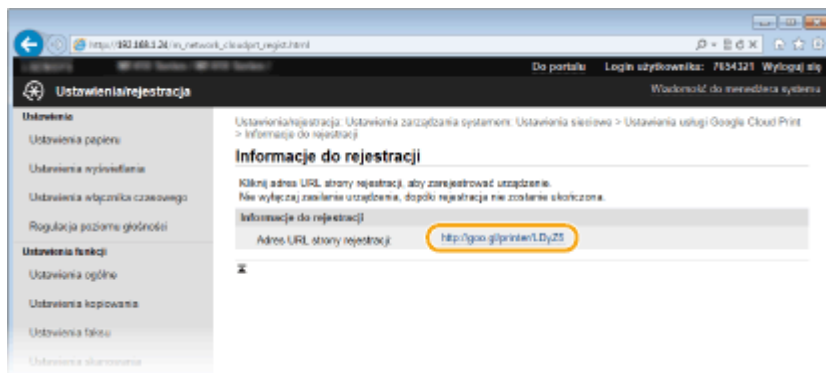 http://192.168.1.24/m_network_cloudprt_regist.html
Do portalu Login użytkownika: 7654321 Wyloguj się
Ustawienia/rejestracja
Wiadomość do menedżera systemu
Ustawienia
Ustawienia papieru
Ustawienia wyświetlania
Ustawienia włącznika czasowego
Regulacja poziomu głośności
Ustawienia funkcji
Ustawienia ogólne
Ustawienia kopiowania
Ustawienia faksu
Ustawienia skanowania
Ustawienia/rejestracja: Ustawienia zarządzania systemem: Ustawienia sieciowe > Ustawienia usługi Google Cloud Print
> Informacje do rejestracji
Informacje do rejestracji
Kliknij adres URL strony rejestracji, aby zarejestrować urządzenie.
Nie wyłączaj zasilania urządzenia, dopóki rejestracja nie zostanie ukończona.
Informacje do rejestracji
Adres URL strony rejestracji: http://goo.gl/printer/LDyZ5